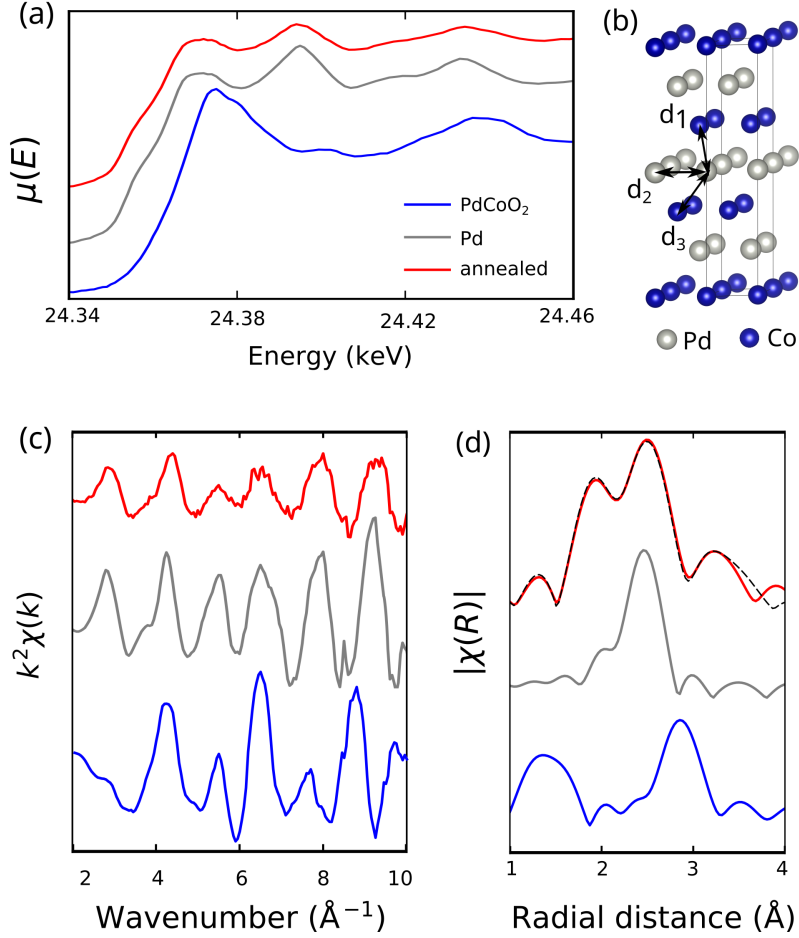 (a)
μ(E)
PdCoO₂
Pd
annealed
24.34 24.38 24.42 24.46
Energy (keV)
(b)
d1
d₂
d₃
Pd Co
(c)
k²χ(k)
2 4 6 8 10
Wavenumber (Å⁻¹)
(d)
|χ(R)|
1 2 3 4
Radial distance (Å)